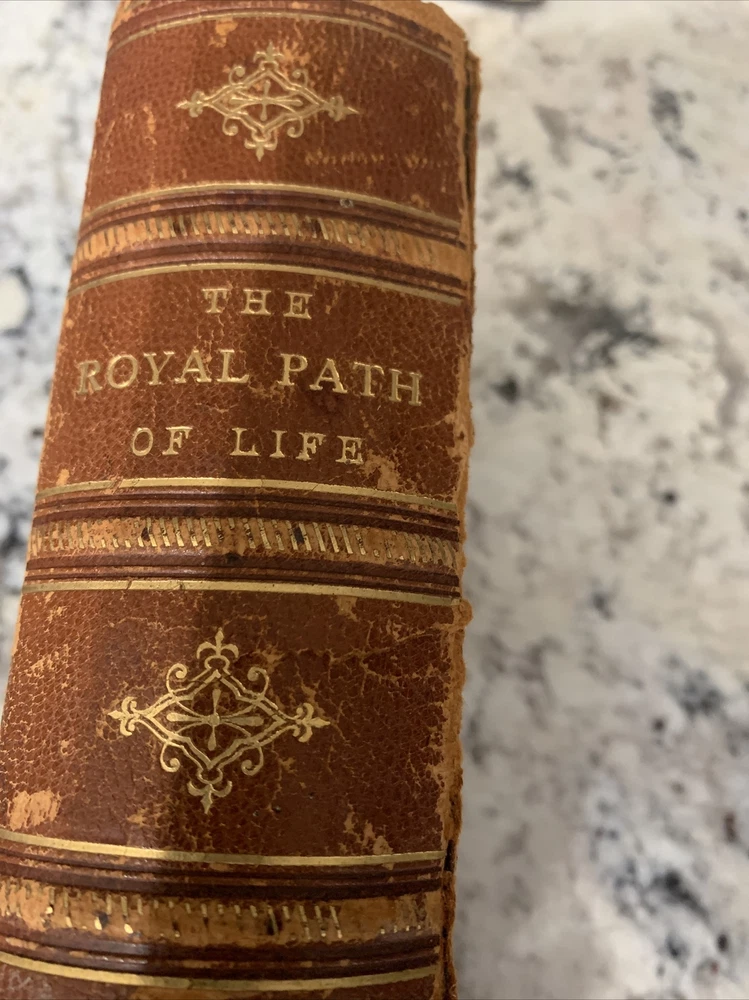 THE
ROYAL PATH
OF LIFE